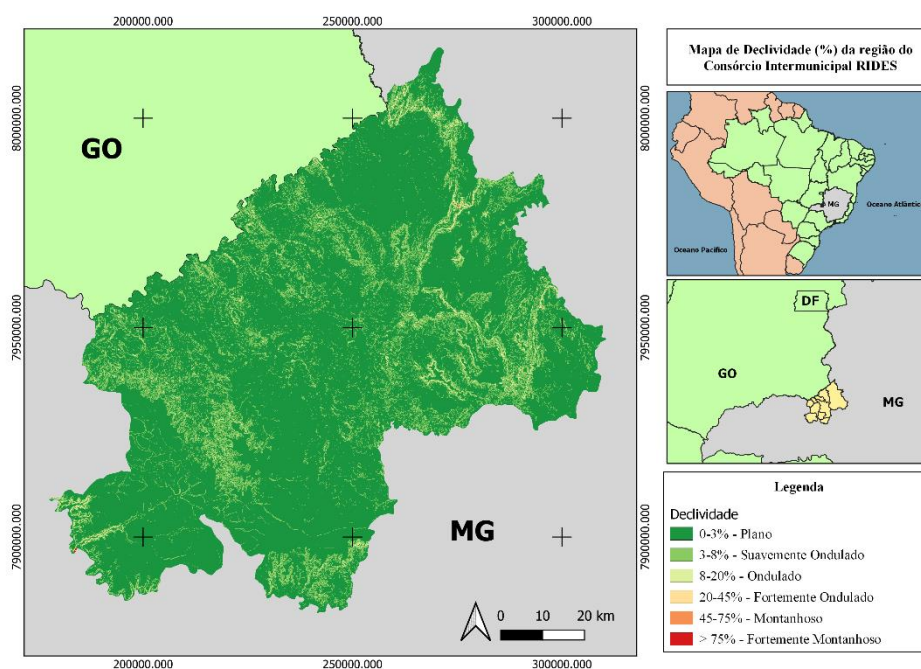 200000.000 250000.000 300000.000
8000000.000 8000000.000
7950000.000 7950000.000
7900000.000 7900000.000
GO
MG
0 10 20 km
200000.000 250000.000 300000.000
Mapa de Declividade (%) da região do
Consórcio Intermunicipal RIDES
MG
Oceano Atlântico
Oceano Pacífico
DF
GO
MG
Legenda
Declividade
0-3% - Plano
3-8% - Suavemente Ondulado
8-20% - Ondulado
20-45% - Fortemente Ondulado
45-75% - Montanhoso
> 75% - Fortemente Montanhoso